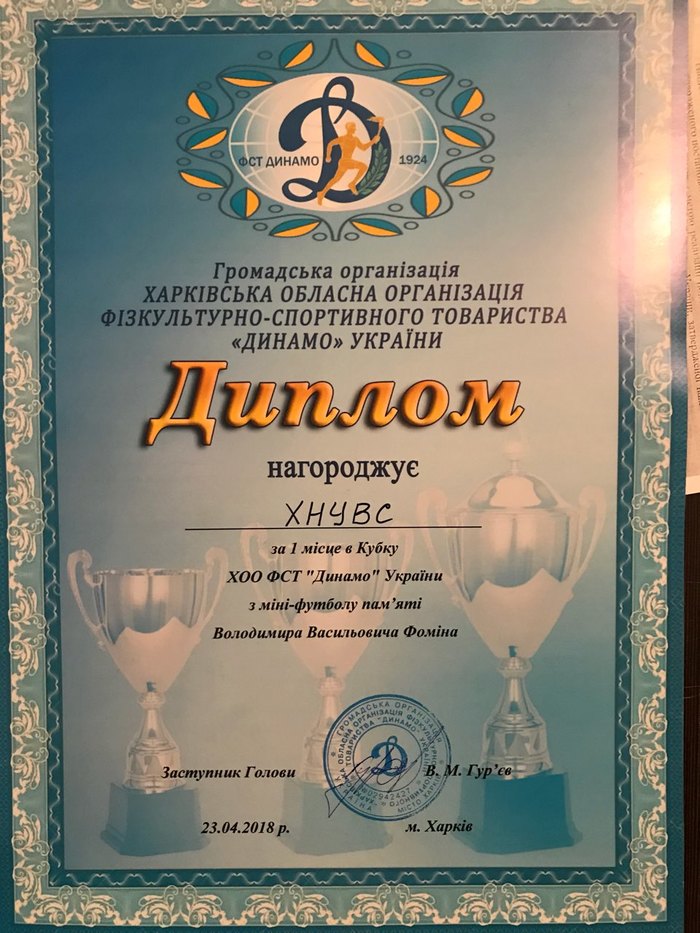 ФСТ ДИНАМО 1924
Громадська організація
ХАРКІВСЬКА ОБЛАСНА ОРГАНІЗАЦІЯ
ФІЗКУЛЬТУРНО-СПОРТИВНОГО ТОВАРИСТВА
«ДИНАМО» УКРАЇНИ
Диплом
нагороджує
ХНУВС
за 1 місце в Кубку
ХОО ФСТ "Динамо" України
з міні-футболу пам’яті
Володимира Васильовича Фоміна
Заступник Голови В. М. Гур’єв
23.04.2018 р. м. Харків